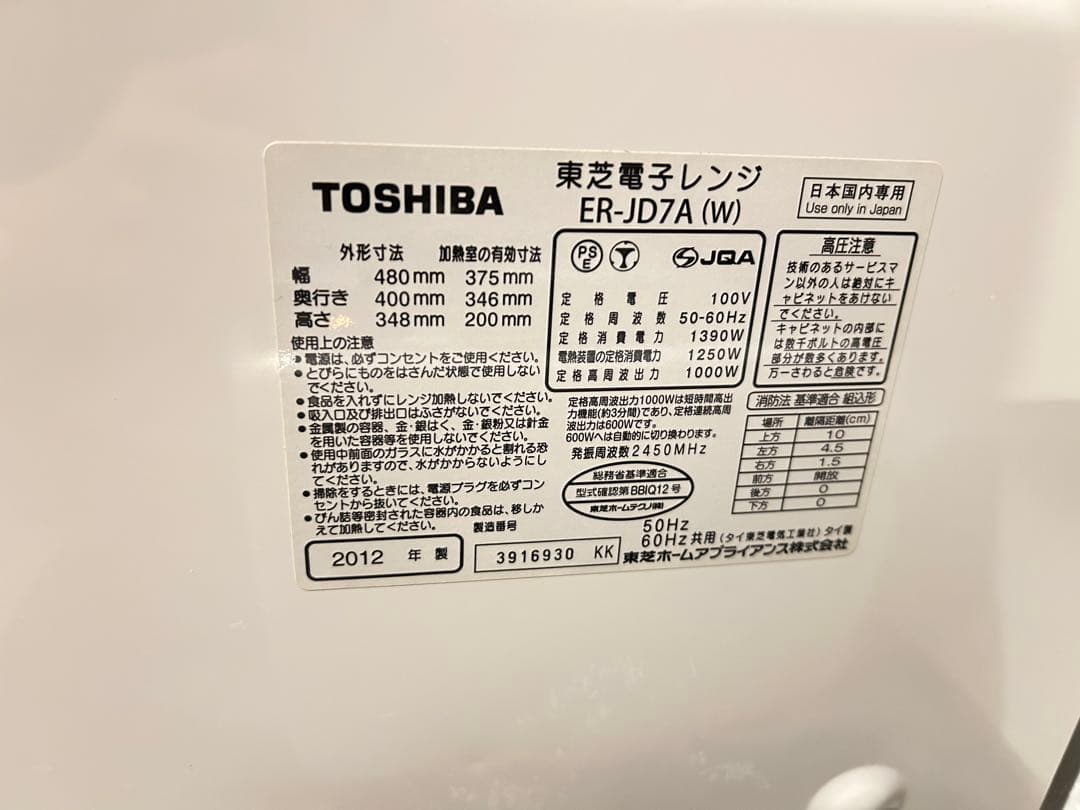 TOSHIBA
東芝電子レンジ
ER-JD7A (W)
日本国内専用
Use only in Japan
外形寸法 加熱室の有効寸法
幅 480mm 375mm
奥行き 400mm 346mm
高さ 348mm 200mm
使用上の注意
電源は、必ずコンセントをご使用ください。
●とびらにものをはさんだ状態で使用しない
でください。
●食品を入れずにレンジ加熱しないでください。
●吸入口及び排出口はふさがないでください。
●金属製の容器、金・銀はく、金・銀粉又は針金
を用いた容器等を使用しないでください。
●使用中前面のガラスに水がかかると割れる恐
れがありますので、水がかからないようにし
てください。
●掃除をするときには、電源プラグを必ずコン
セントから抜いてください。
●びん詰等密封された容器内の食品は、移しか
えて加熱してください。
2012 年 製
製造番号
3916930 KK
PS
E
JQA
定格電圧 100V
定格周波数 50-60Hz
定格消費電力 1390W
電熱装置の定格消費電力 1250W
定格高周波出力 1000W
定格高周波出力1000Wは短時間高出
力機能(約3分間)であり、定格連続高周
波出力は600Wです。
600Wへは自動的に切り換わります。
発振周波数2450MHz
総務省基準適合
型式確認第BBIQ12号
東芝ホームテクノ(株)
50Hz
60Hz共用 (タイ東芝電気工業社) タイ製
東芝ホームアプライアンス株式会社
高圧注意
技術のあるサービスマ
ン以外の人は絶対にキ
ャビネットをあけない
でください。
キャビネットの内部に
は数千ボルトの高電圧
部分が数多くあります。
万一さわると危険です。
消防法 基準適合 組込形
場所 離隔距離(cm)
上方 10
左方 4.5
右方 1.5
前方 開放
後方 0
下方 0